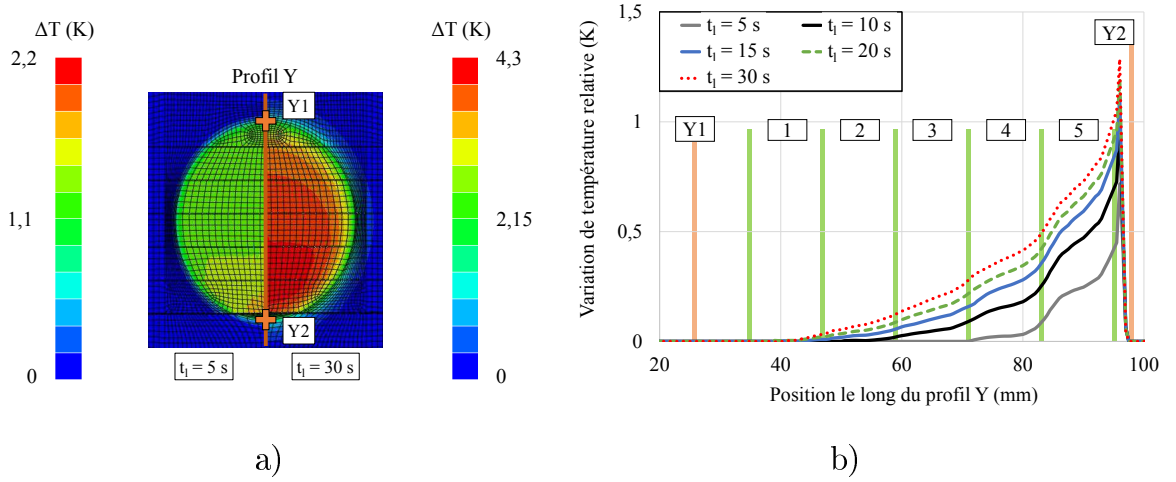 ΔT (K)
2,2
1,1
0
Profil Y
Y1
Y2
t_l = 5 s
t_l = 30 s
ΔT (K)
4,3
2,15
0
a)
Variation de température relative (K)
1,5
1
0,5
0
t_l = 5 s
t_l = 10 s
t_l = 15 s
t_l = 20 s
t_l = 30 s
Y2
Y1
1
2
3
4
5
20
40
60
80
100
Position le long du profil Y (mm)
b)